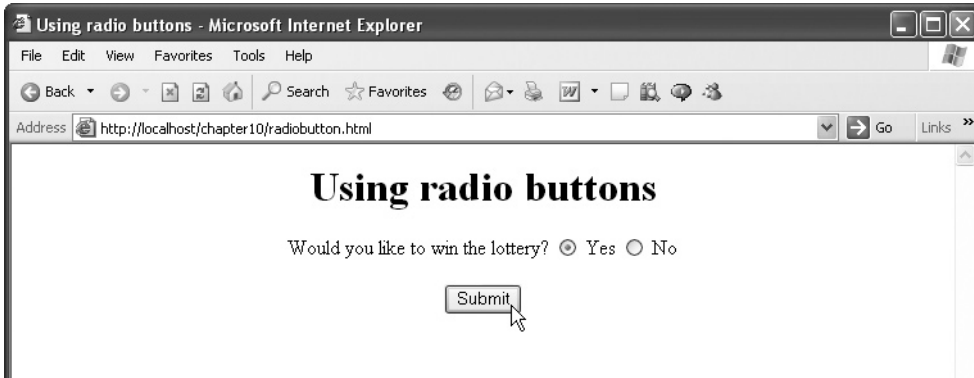 Using radio buttons - Microsoft Internet Explorer
File Edit View Favorites Tools Help
Back Search Favorites
Address http://localhost/chapter10/radiobutton.html Go Links »
Using radio buttons
Would you like to win the lottery? Yes No
Submit